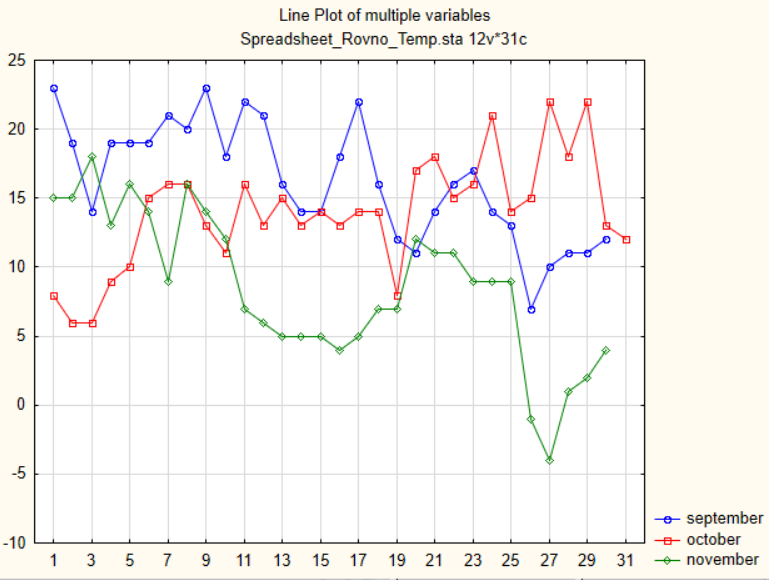 Line Plot of multiple variables
Spreadsheet_Rovno_Temp.sta 12v*31c
25
20
15
10
5
0
-5
-10
1 3 5 7 9 11 13 15 17 19 21 23 25 27 29 31
september
october
november